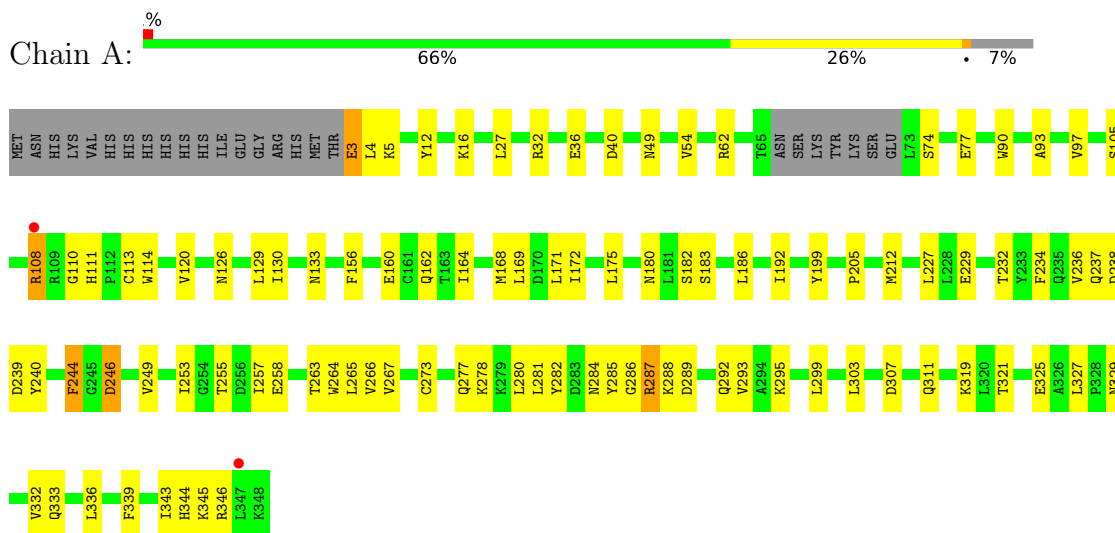 %
Chain A:
66% 26% • 7%
MET ASN HIS LYS VAL HIS HIS HIS HIS HIS HIS ILE GLU GLY ARG HIS MET THR E3 L4 K5 Y12 K16 L27 R32 E36 D40 N49 V54 R62 T65 ASN SER LYS TYR LYS SER GLU L73 S74 E77 W90 A93 V97 S105
R108 R109 G110 H111 P112 C113 W114 V120 N126 L129 I130 N133 F156 E160 C161 Q162 T163 I164 M168 L169 D170 L171 I172 L175 N180 L181 S182 S183 L186 I192 Y199 P205 M212 L227 L228 E229 T232 Y233 F234 Q235 V236 Q237
D239 Y240 F244 G245 D246 V249 I253 G254 T255 D256 I257 E258 T263 W264 L265 V266 V267 C273 Q277 K278 K279 L280 L281 Y282 D283 N284 Y285 G286 R287 K288 D289 Q292 V293 A294 K295 L299 L303 D307 Q311 K319 L320 T321 E325 A326 L327 F328
V332 Q333 L336 F339 I343 H344 K345 R346 L347 K348